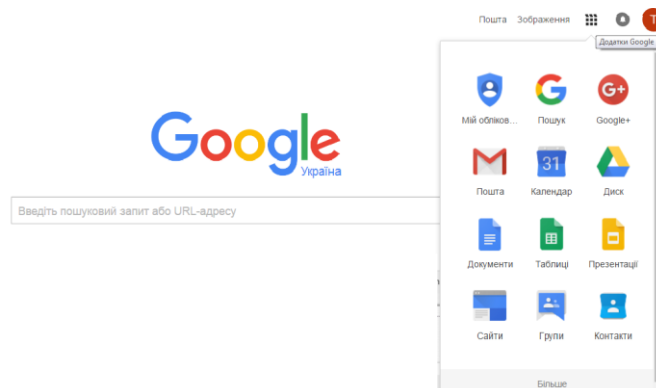 Пошта Зображення
T
Додатки Google
Google
Україна
Введіть пошуковий запит або URL-адресу
G+
Мій обліков... Пошук Google+
31
Пошта Календар Диск
Документи Таблиці Презентації
Сайти Групи Контакти
Більше